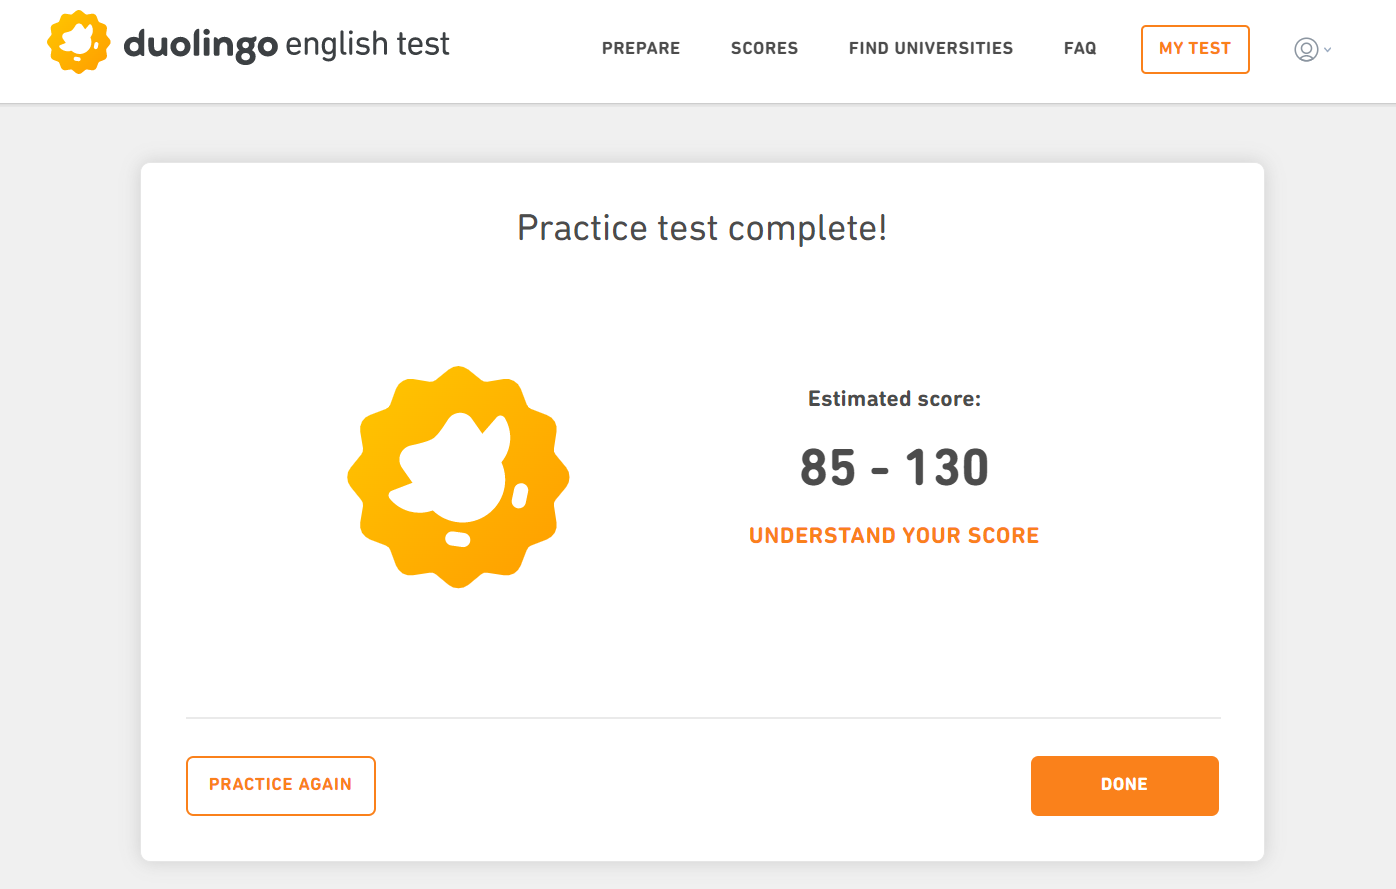 duolingo english test
PREPARE
SCORES
FIND UNIVERSITIES
FAQ
MY TEST
Practice test complete!
Estimated score:
85 - 130
UNDERSTAND YOUR SCORE
PRACTICE AGAIN
DONE